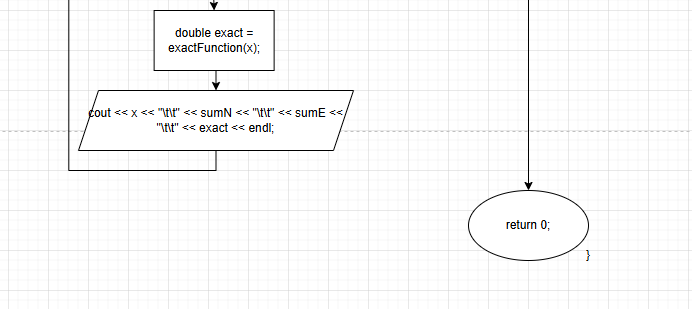 double exact =
exactFunction(x);
cout << x << "\t\t" << sumN << "\t\t" << sumE <<
"\t\t" << exact << endl;
return 0;
}